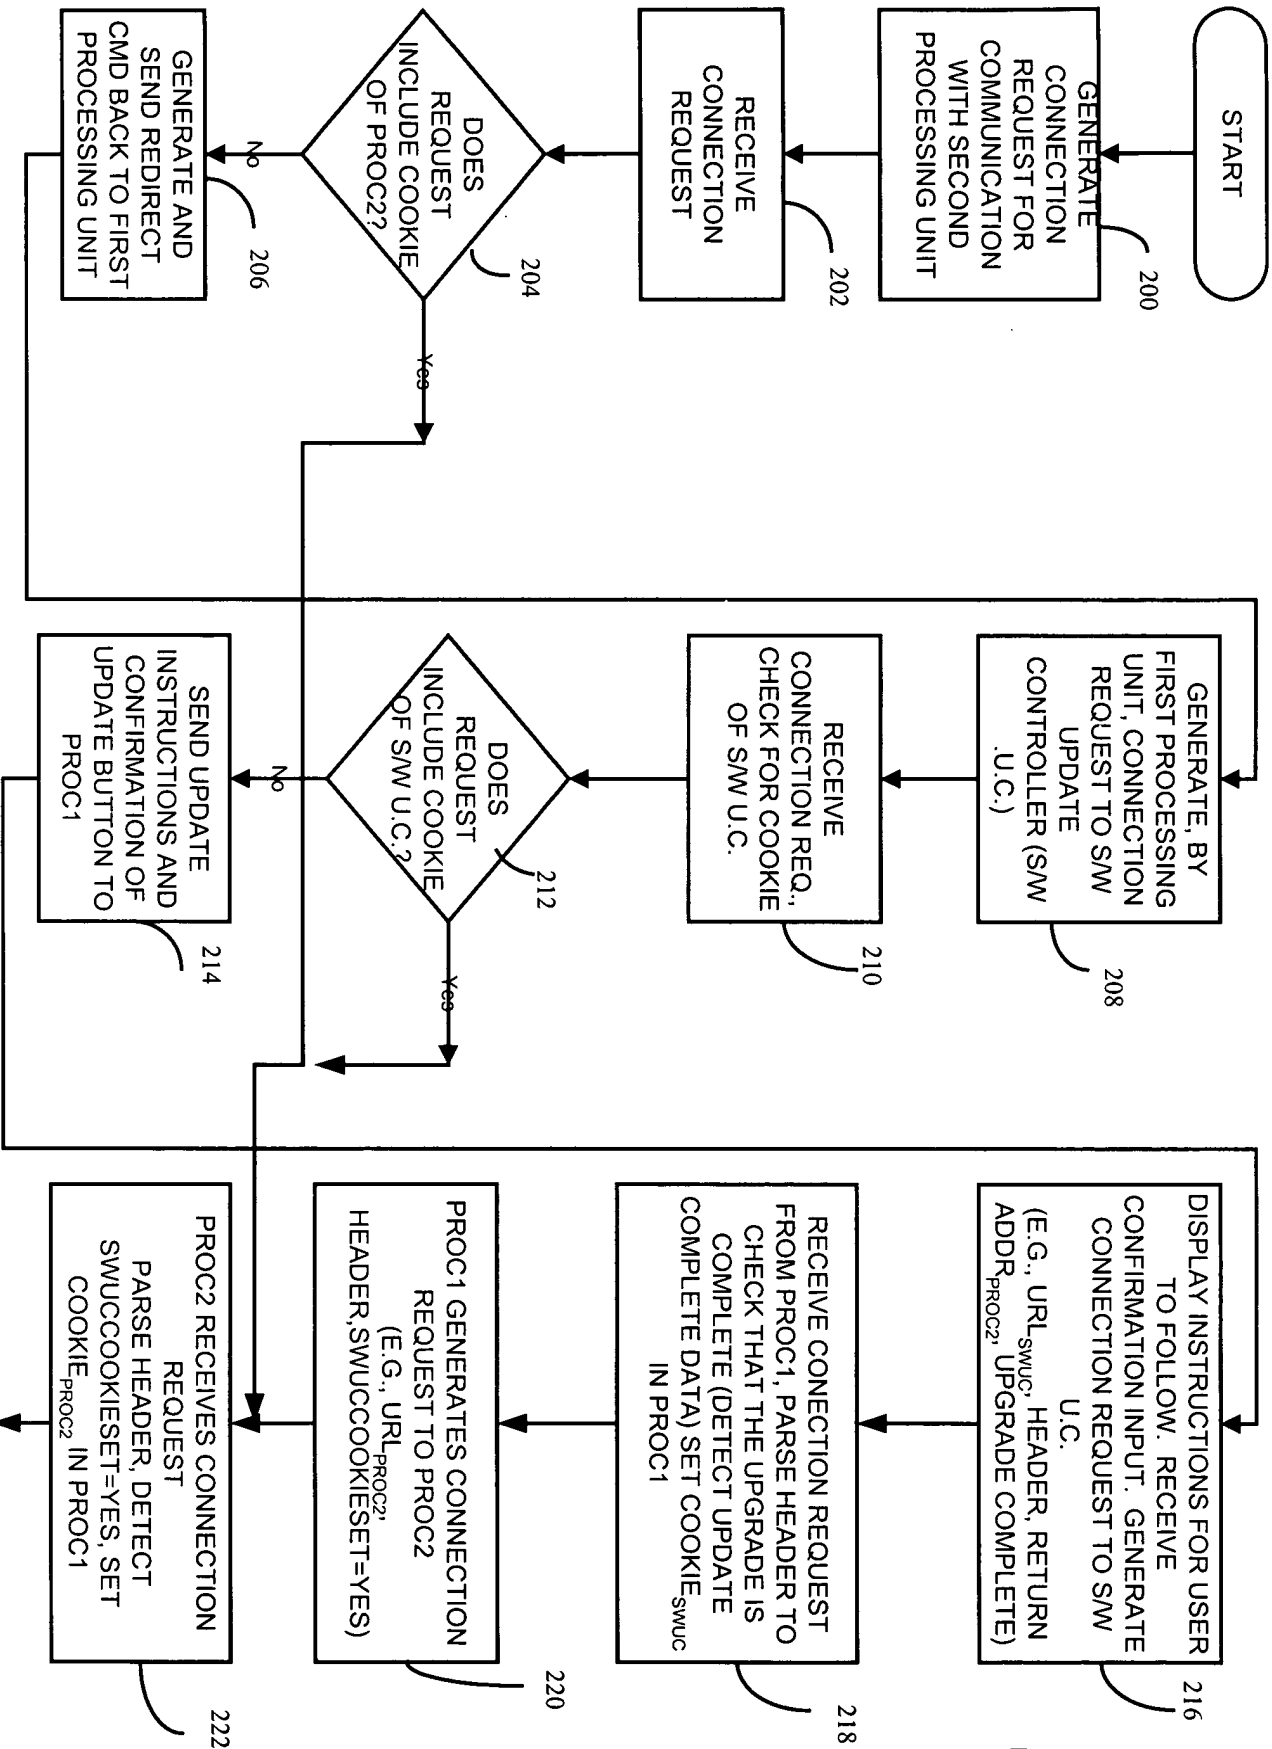 START
GENERATE
CONNECTION
REQUEST FOR
COMMUNICATION
WITH SECOND
PROCESSING UNIT
200
RECEIVE
CONNECTION
REQUEST
202
DOES
REQUEST
INCLUDE COOKIE
OF PROC2?
204
Yes
No
GENERATE AND
SEND REDIRECT
CMD BACK TO FIRST
PROCESSING UNIT
206
GENERATE, BY
FIRST PROCESSING
UNIT, CONNECTION
REQUEST TO S/W
UPDATE
CONTROLLER (S/W
.U.C.)
208
RECEIVE
CONNECTION REQ.,
CHECK FOR COOKIE
OF S/W U.C.
210
DOES
REQUEST
INCLUDE COOKIE
OF S/W U.C.?
212
Yes
No
SEND UPDATE
INSTRUCTIONS AND
CONFIRMATION OF
UPDATE BUTTON TO
PROC1
214
DISPLAY INSTRUCTIONS FOR USER
TO FOLLOW. RECEIVE
CONFIRMATION INPUT. GENERATE
CONNECTION REQUEST TO S/W
U.C.
(E.G., URLSWUC, HEADER, RETURN
ADDRPROC2, UPGRADE COMPLETE)
216
RECEIVE CONECTION REQUEST
FROM PROC1, PARSE HEADER TO
CHECK THAT THE UPGRADE IS
COMPLETE (DETECT UPDATE
COMPLETE DATA) SET COOKIESWUC
IN PROC1
218
PROC1 GENERATES CONNECTION
REQUEST TO PROC2
(E.G., URLPROC2,
HEADER,SWUCCOOKIESET=YES)
220
PROC2 RECEIVES CONNECTION
REQUEST
PARSE HEADER, DETECT
SWUCCOOKIESET=YES, SET
COOKIEPROC2 IN PROC1
222